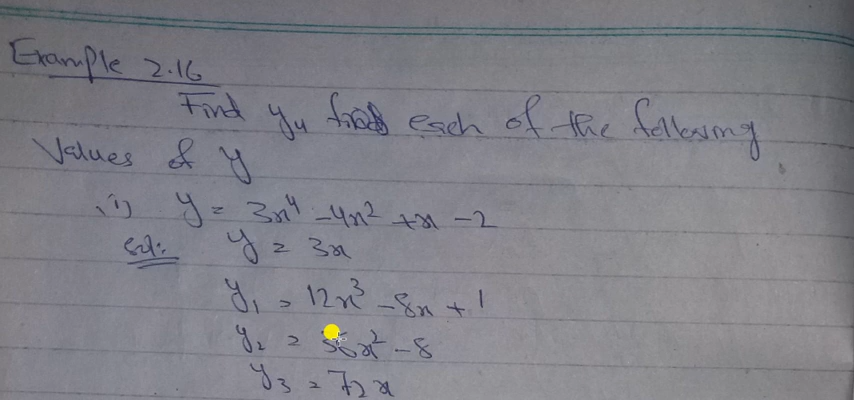 Example 2.16
Find y₄ for each of the following
Values of y
(i) y = 3x⁴ - 4x² + x - 2
Sol: y = 3x
y₁ = 12x³ - 8x + 1
y₂ = 36x² - 8
y₃ = 72x